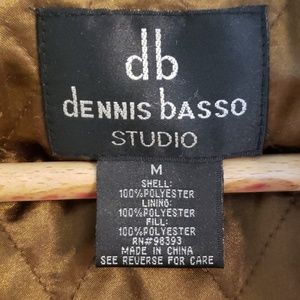 db
dennis basso
STUDIO
M
SHELL:
100%POLYESTER
LINING:
100%POLYESTER
FILL:
100%POLYESTER
RN#98393
MADE IN CHINA
SEE REVERSE FOR CARE